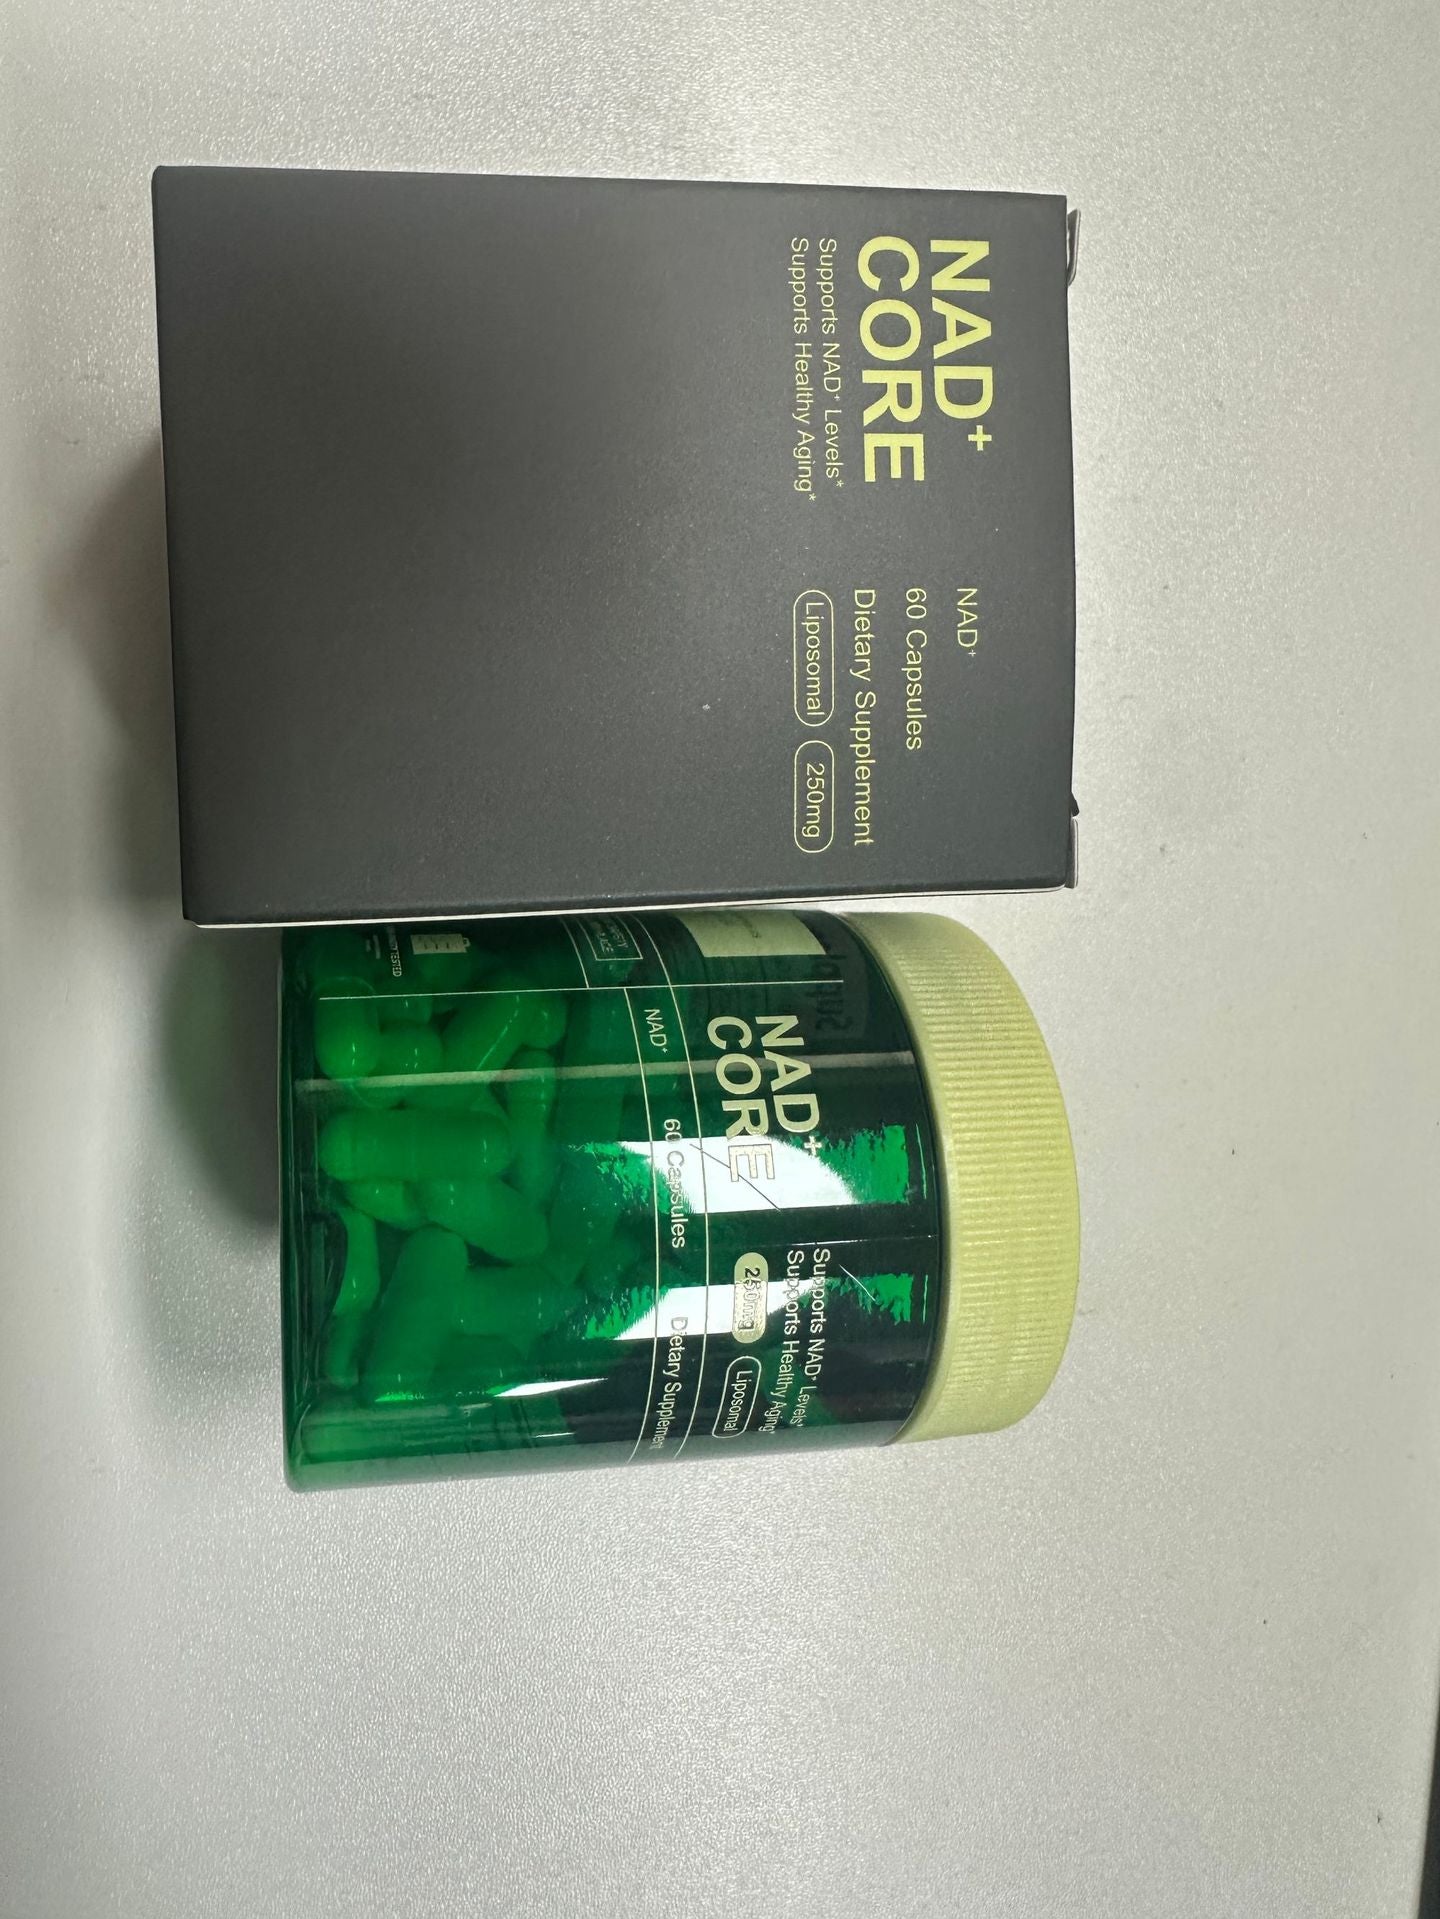 NAD+
CORE
Supports NAD+ Levels*
Supports Healthy Aging*
NAD+
60 Capsules
Dietary Supplement
Liposomal
250mg
NAD+
CORE
Supports NAD+ Levels*
Supports Healthy Aging*
250mg
Liposomal
NAD+
60 Capsules
Dietary Supplement
TESTED